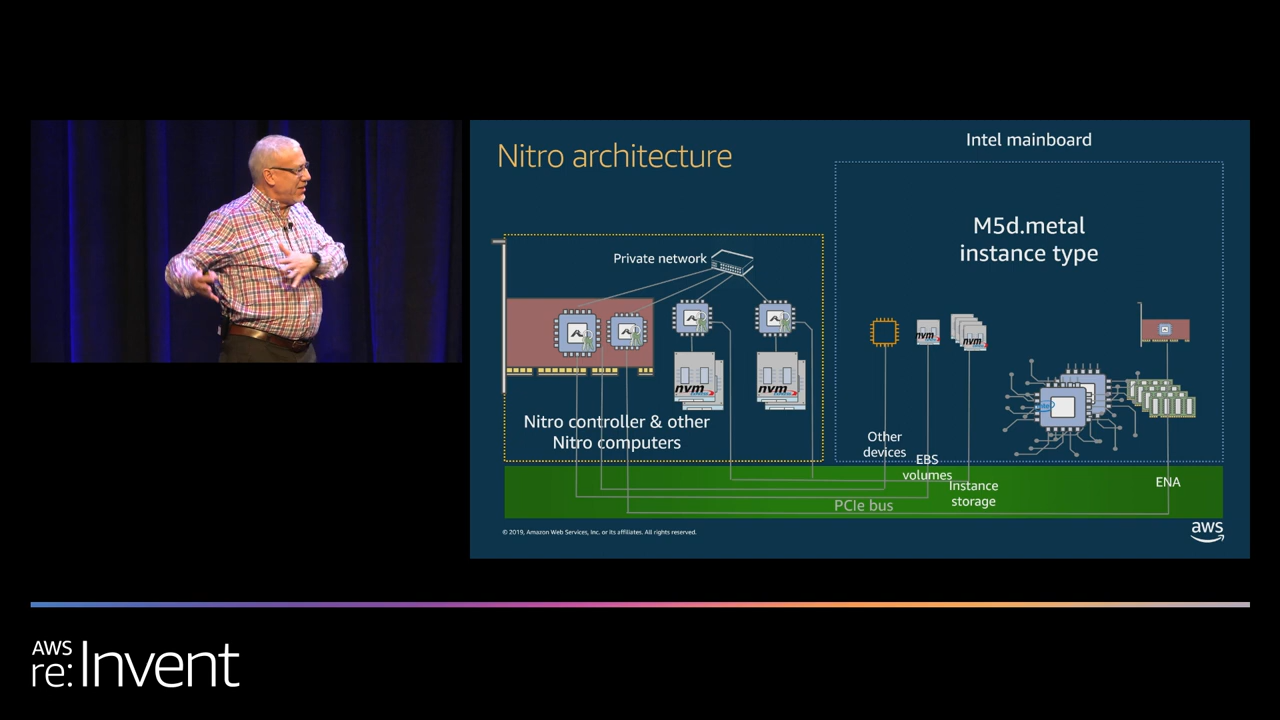 Nitro architecture
Intel mainboard
M5d.metal
instance type
Private network
nvm
nvm
nvm
nvm
intel
Nitro controller & other
Nitro computers
Other
devices
EBS
volumes
Instance
storage
ENA
PCIe bus
© 2019, Amazon Web Services, Inc. or its affiliates. All rights reserved.
aws
AWS
re:Invent